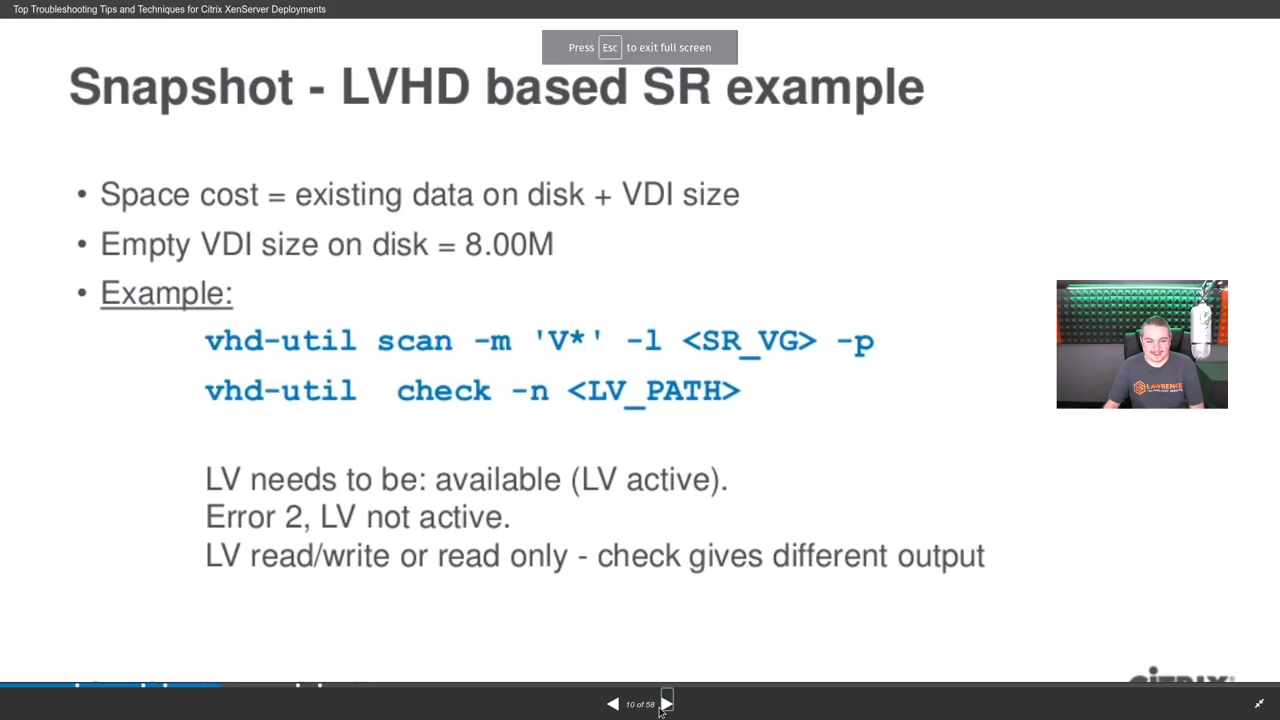 Top Troubleshooting Tips and Techniques for Citrix XenServer Deployments
Press Esc to exit full screen
Snapshot - LVHD based SR example
• Space cost = existing data on disk + VDI size
• Empty VDI size on disk = 8.00M
• Example:
vhd-util scan -m 'V*' -l <SR_VG> -p
vhd-util check -n <LV_PATH>
LAWRENCE
LV needs to be: available (LV active).
Error 2, LV not active.
LV read/write or read only - check gives different output
CITRIX
10 of 58